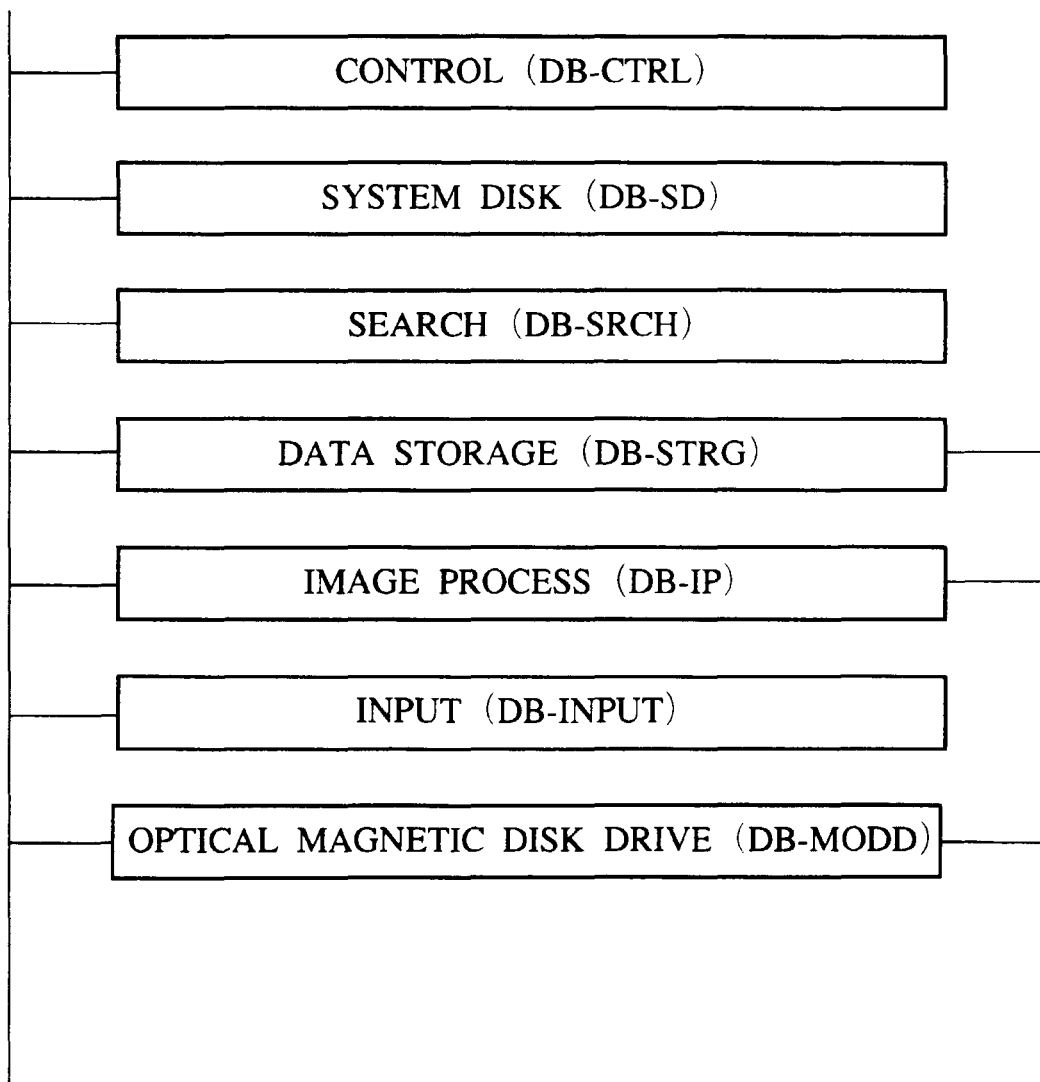 CONTROL (DB-CTRL)
SYSTEM DISK (DB-SD)
SEARCH (DB-SRCH)
DATA STORAGE (DB-STRG)
IMAGE PROCESS (DB-IP)
INPUT (DB-INPUT)
OPTICAL MAGNETIC DISK DRIVE (DB-MODD)